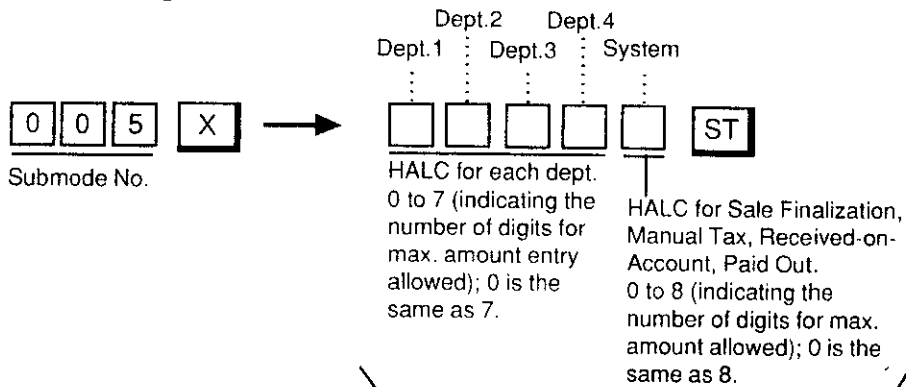 Dept.2 Dept.4
Dept.1 Dept.3 System
0 0 5 X ST
Submode No.
HALC for each dept.
0 to 7 (indicating the
number of digits for
max. amount entry
allowed); 0 is the
same as 7.
HALC for Sale Finalization,
Manual Tax, Received-on-
Account, Paid Out.
0 to 8 (indicating the
number of digits for max.
amount allowed); 0 is the
same as 8.